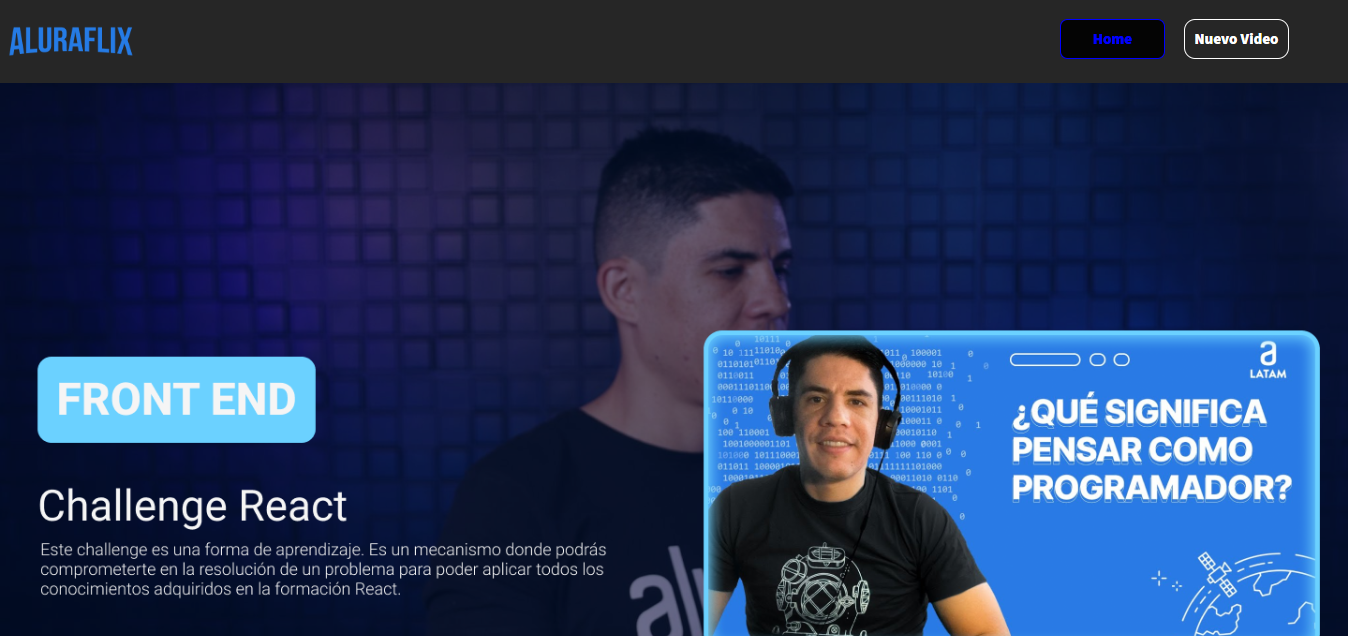 ALURAFLIX
Home
Nuevo Video
FRONT END
Challenge React
Este challenge es una forma de aprendizaje. Es un mecanismo donde podrás
comprometerte en la resolución de un problema para poder aplicar todos los
conocimientos adquiridos en la formación React.
alu
a
LATAM
¿QUÉ SIGNIFICA
PENSAR COMO
PROGRAMADOR?